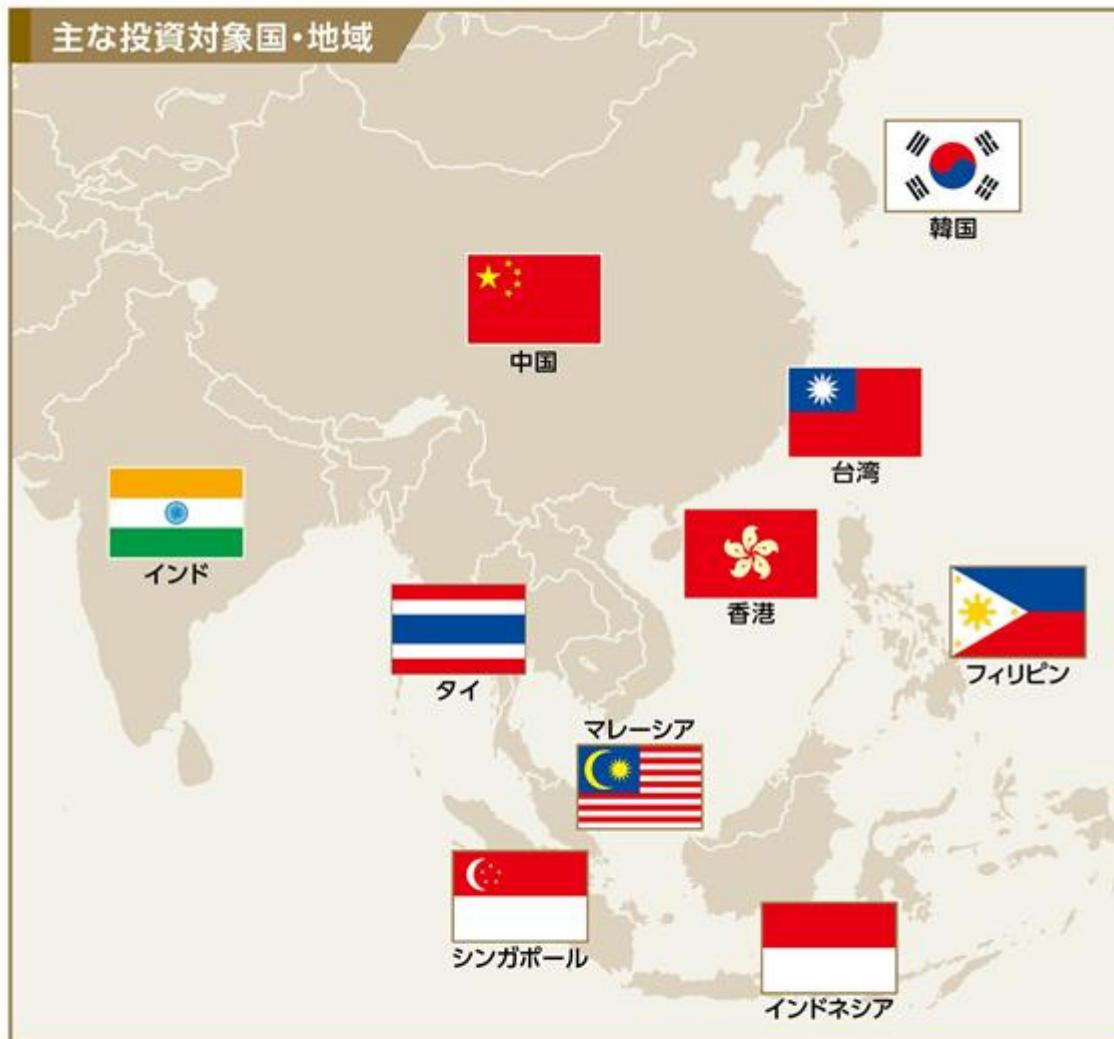 主な投資対象国・地域
韓国
中国
台湾
インド
香港
フィリピン
タイ
マレーシア
シンガポール
インドネシア